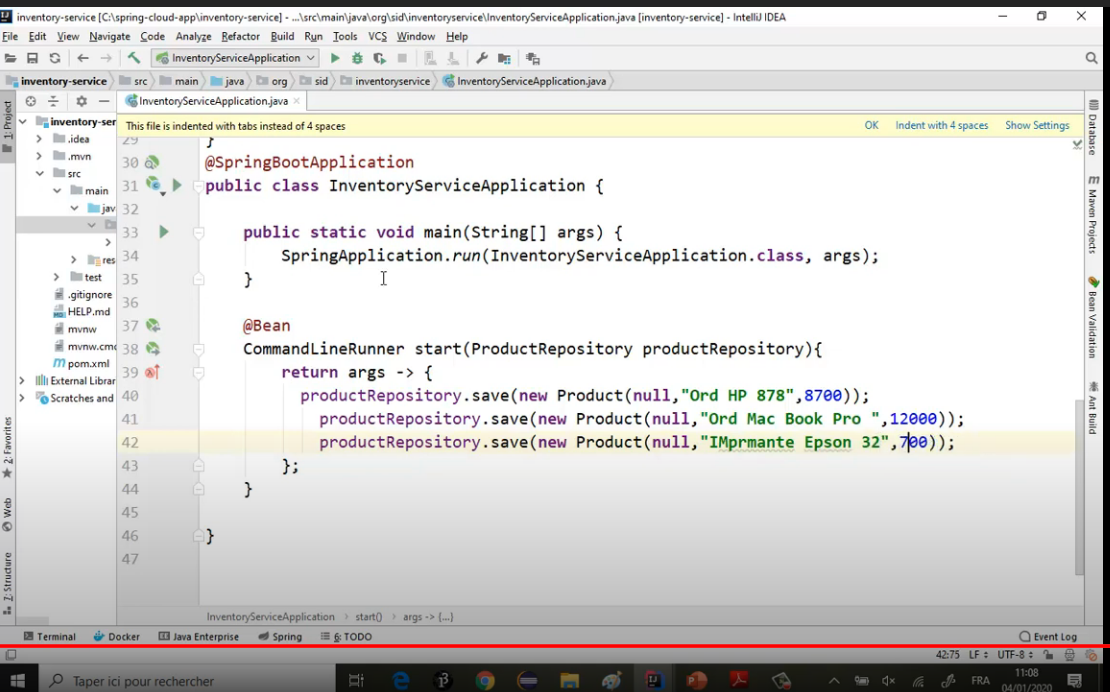 inventory-service [C:\spring-cloud-app\inventory-service] - ...\src\main\java\org\sid\inventoryservice\InventoryServiceApplication.java [inventory-service] - IntelliJ IDEA
File Edit View Navigate Code Analyze Refactor Build Run Tools VCS Window Help
InventoryServiceApplication
inventory-service src main java org sid inventoryservice InventoryServiceApplication.java
InventoryServiceApplication.java
This file is indented with tabs instead of 4 spaces OK Indent with 4 spaces Show Settings
1: Project
2: Favorites
Web
7: Structure
inventory-ser
.idea
.mvn
src
main
jav
res
test
.gitignore
HELP.md
mvnw
mvnw.cmd
pom.xml
External Librar
Scratches and
29 }
30 @SpringBootApplication
31 public class InventoryServiceApplication {
32
33 public static void main(String[] args) {
34 SpringApplication.run(InventoryServiceApplication.class, args);
35 }
36
37 @Bean
38 CommandLineRunner start(ProductRepository productRepository){
39 return args -> {
40 productRepository.save(new Product(null,"Ord HP 878",8700));
41 productRepository.save(new Product(null,"Ord Mac Book Pro ",12000));
42 productRepository.save(new Product(null,"IMprmante Epson 32",700));
43 };
44 }
45
46 }
47
Database
Maven Projects
Bean Validation
Ant Build
InventoryServiceApplication start() args -> {...}
Terminal Docker Java Enterprise Spring 6: TODO Event Log
42:75 LF UTF-8
Taper ici pour rechercher
FRA
11:08
04/01/2020